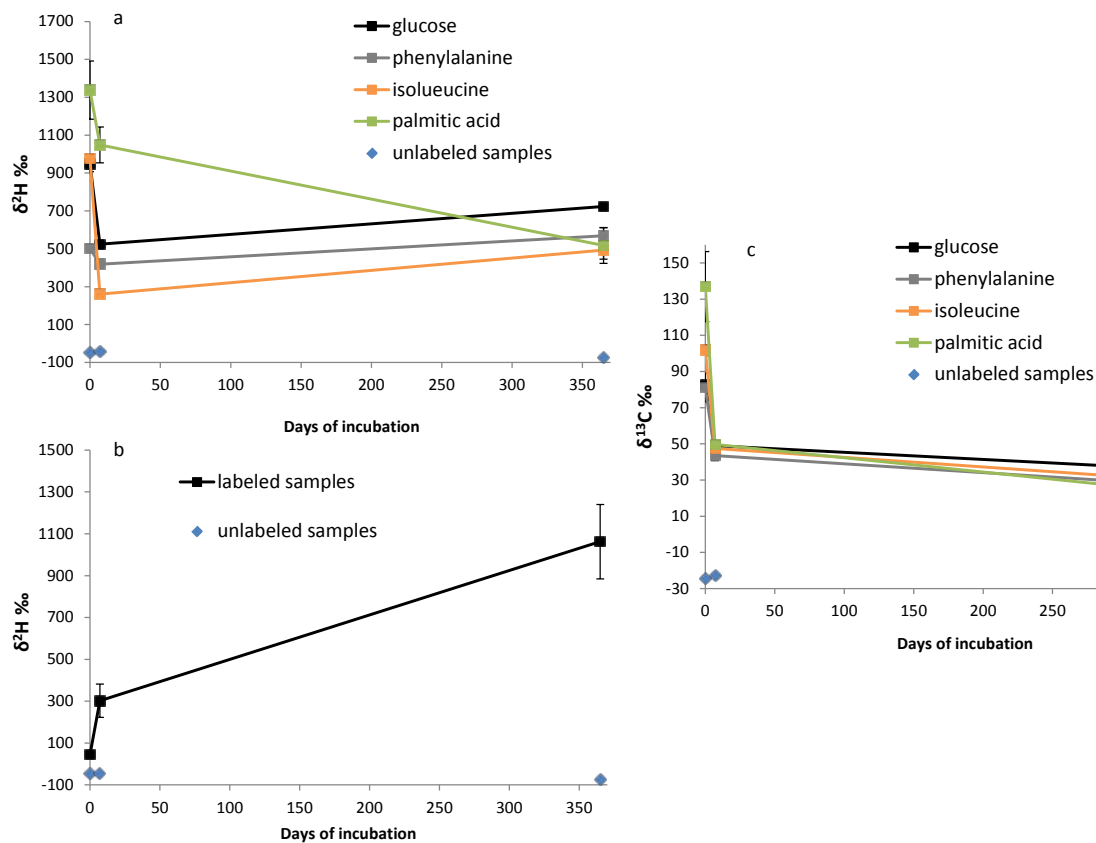 a
1700
1500
1300
1100
900
700
500
300
100
-100
δ²H ‰
glucose
phenylalanine
isolueucine
palmitic acid
unlabeled samples
0 50 100 150 200 250 300 350
Days of incubation
b
1500
1300
1100
900
700
500
300
100
-100
δ²H ‰
labeled samples
unlabeled samples
0 50 100 150 200 250 300 350
Days of incubation
c
150
130
110
90
70
50
30
10
-10
-30
δ¹³C ‰
glucose
phenylalanine
isoleucine
palmitic acid
unlabeled samples
0 50 100 150 200 250
Days of incubation